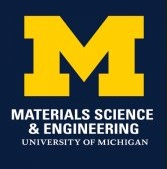 M
MATERIALS SCIENCE
& ENGINEERING
UNIVERSITY OF MICHIGAN